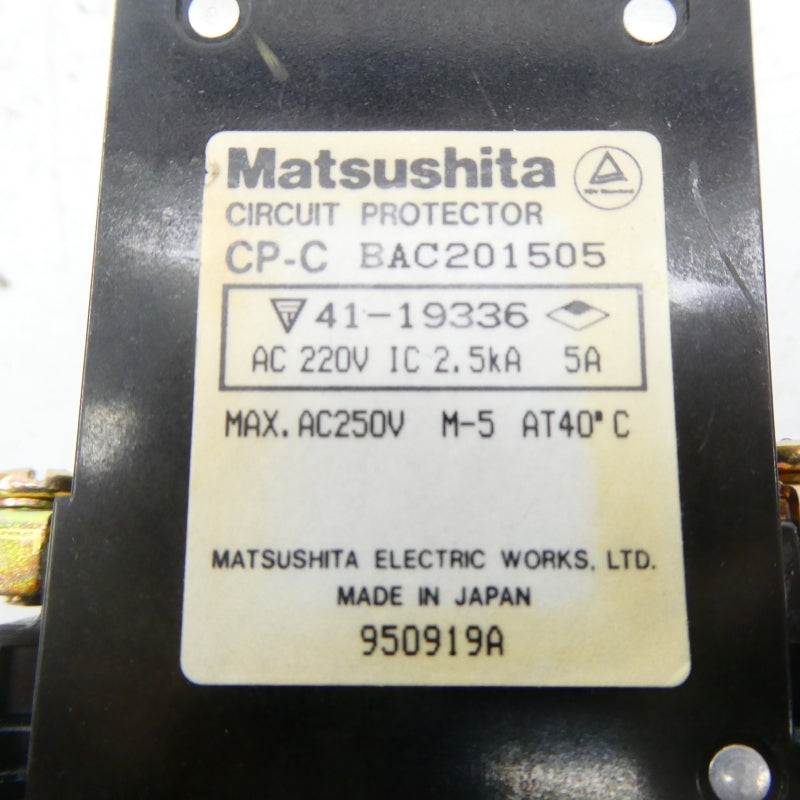 Matsushita
CIRCUIT PROTECTOR
CP-C BAC201505
T 41-19336
AC 220V IC 2.5kA 5A
MAX. AC250V M-5 AT40°C
MATSUSHITA ELECTRIC WORKS, LTD.
MADE IN JAPAN
950919A